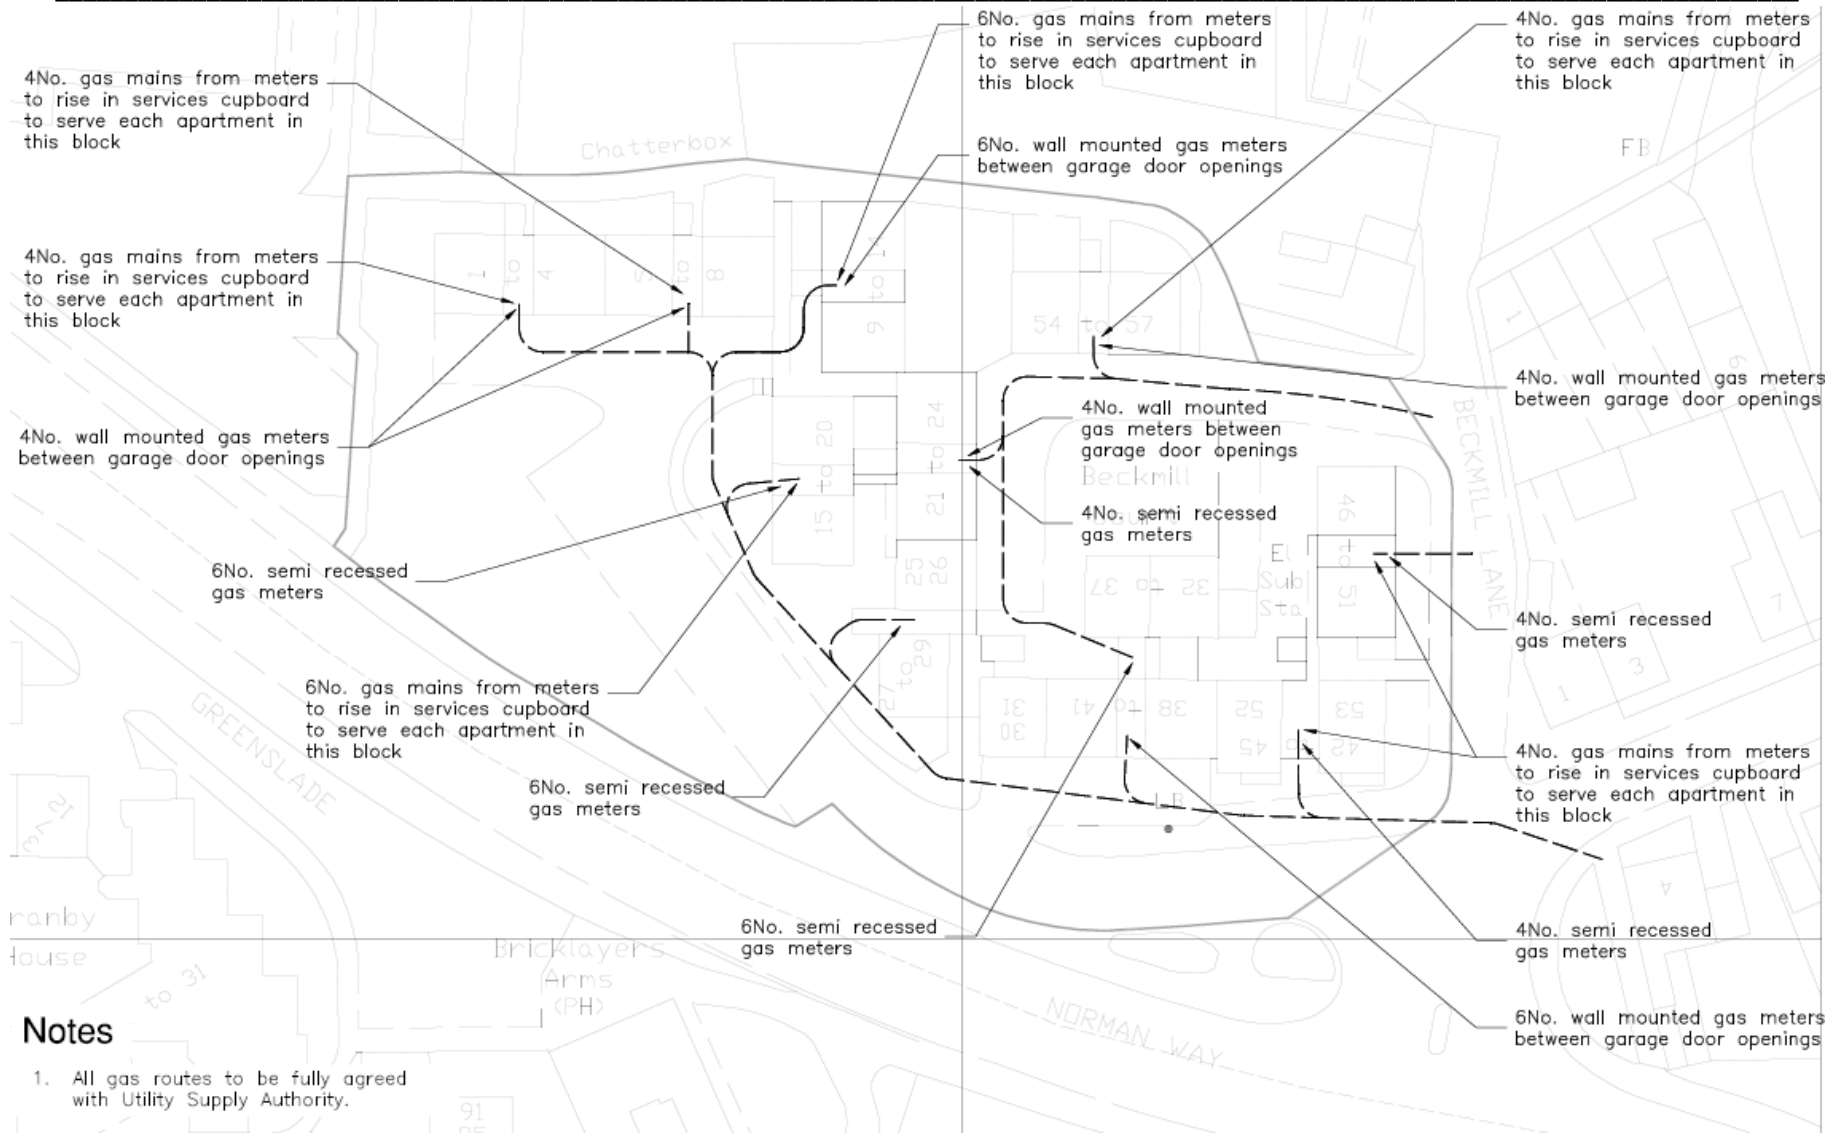 6No. gas mains from meters
to rise in services cupboard
to serve each apartment in
this block
4No. gas mains from meters
to rise in services cupboard
to serve each apartment in
this block
4No. gas mains from meters
to rise in services cupboard
to serve each apartment in
this block
Chatterbox
6No. wall mounted gas meters
between garage door openings
FB
4No. gas mains from meters
to rise in services cupboard
to serve each apartment in
this block
1 to 4
5 to 8
9 to 14
54 to 57
1
6
4No. wall mounted gas meters
between garage door openings
4No. wall mounted gas meters
between garage door openings
4No. wall mounted
gas meters between
garage door openings
BECKMILL LANE
15 to 20
21 to 24
Beckmill
4No. semi recessed
gas meters
46 to 51
El
Sub
Sta
25
26
32 to 37
6No. semi recessed
gas meters
7
4No. semi recessed
gas meters
27 to 29
1
3
6No. gas mains from meters
to rise in services cupboard
to serve each apartment in
this block
31
30
38 to 41
52
53
42 to 45
GREENSLADE
4No. gas mains from meters
to rise in services cupboard
to serve each apartment in
this block
6No. semi recessed
gas meters
LB
4
6No. semi recessed
gas meters
4No. semi recessed
gas meters
ranby
House
to 31
Bricklayers
Arms
(PH)
NORMAN WAY
6No. wall mounted gas meters
between garage door openings
Notes
1. All gas routes to be fully agreed
with Utility Supply Authority.
91